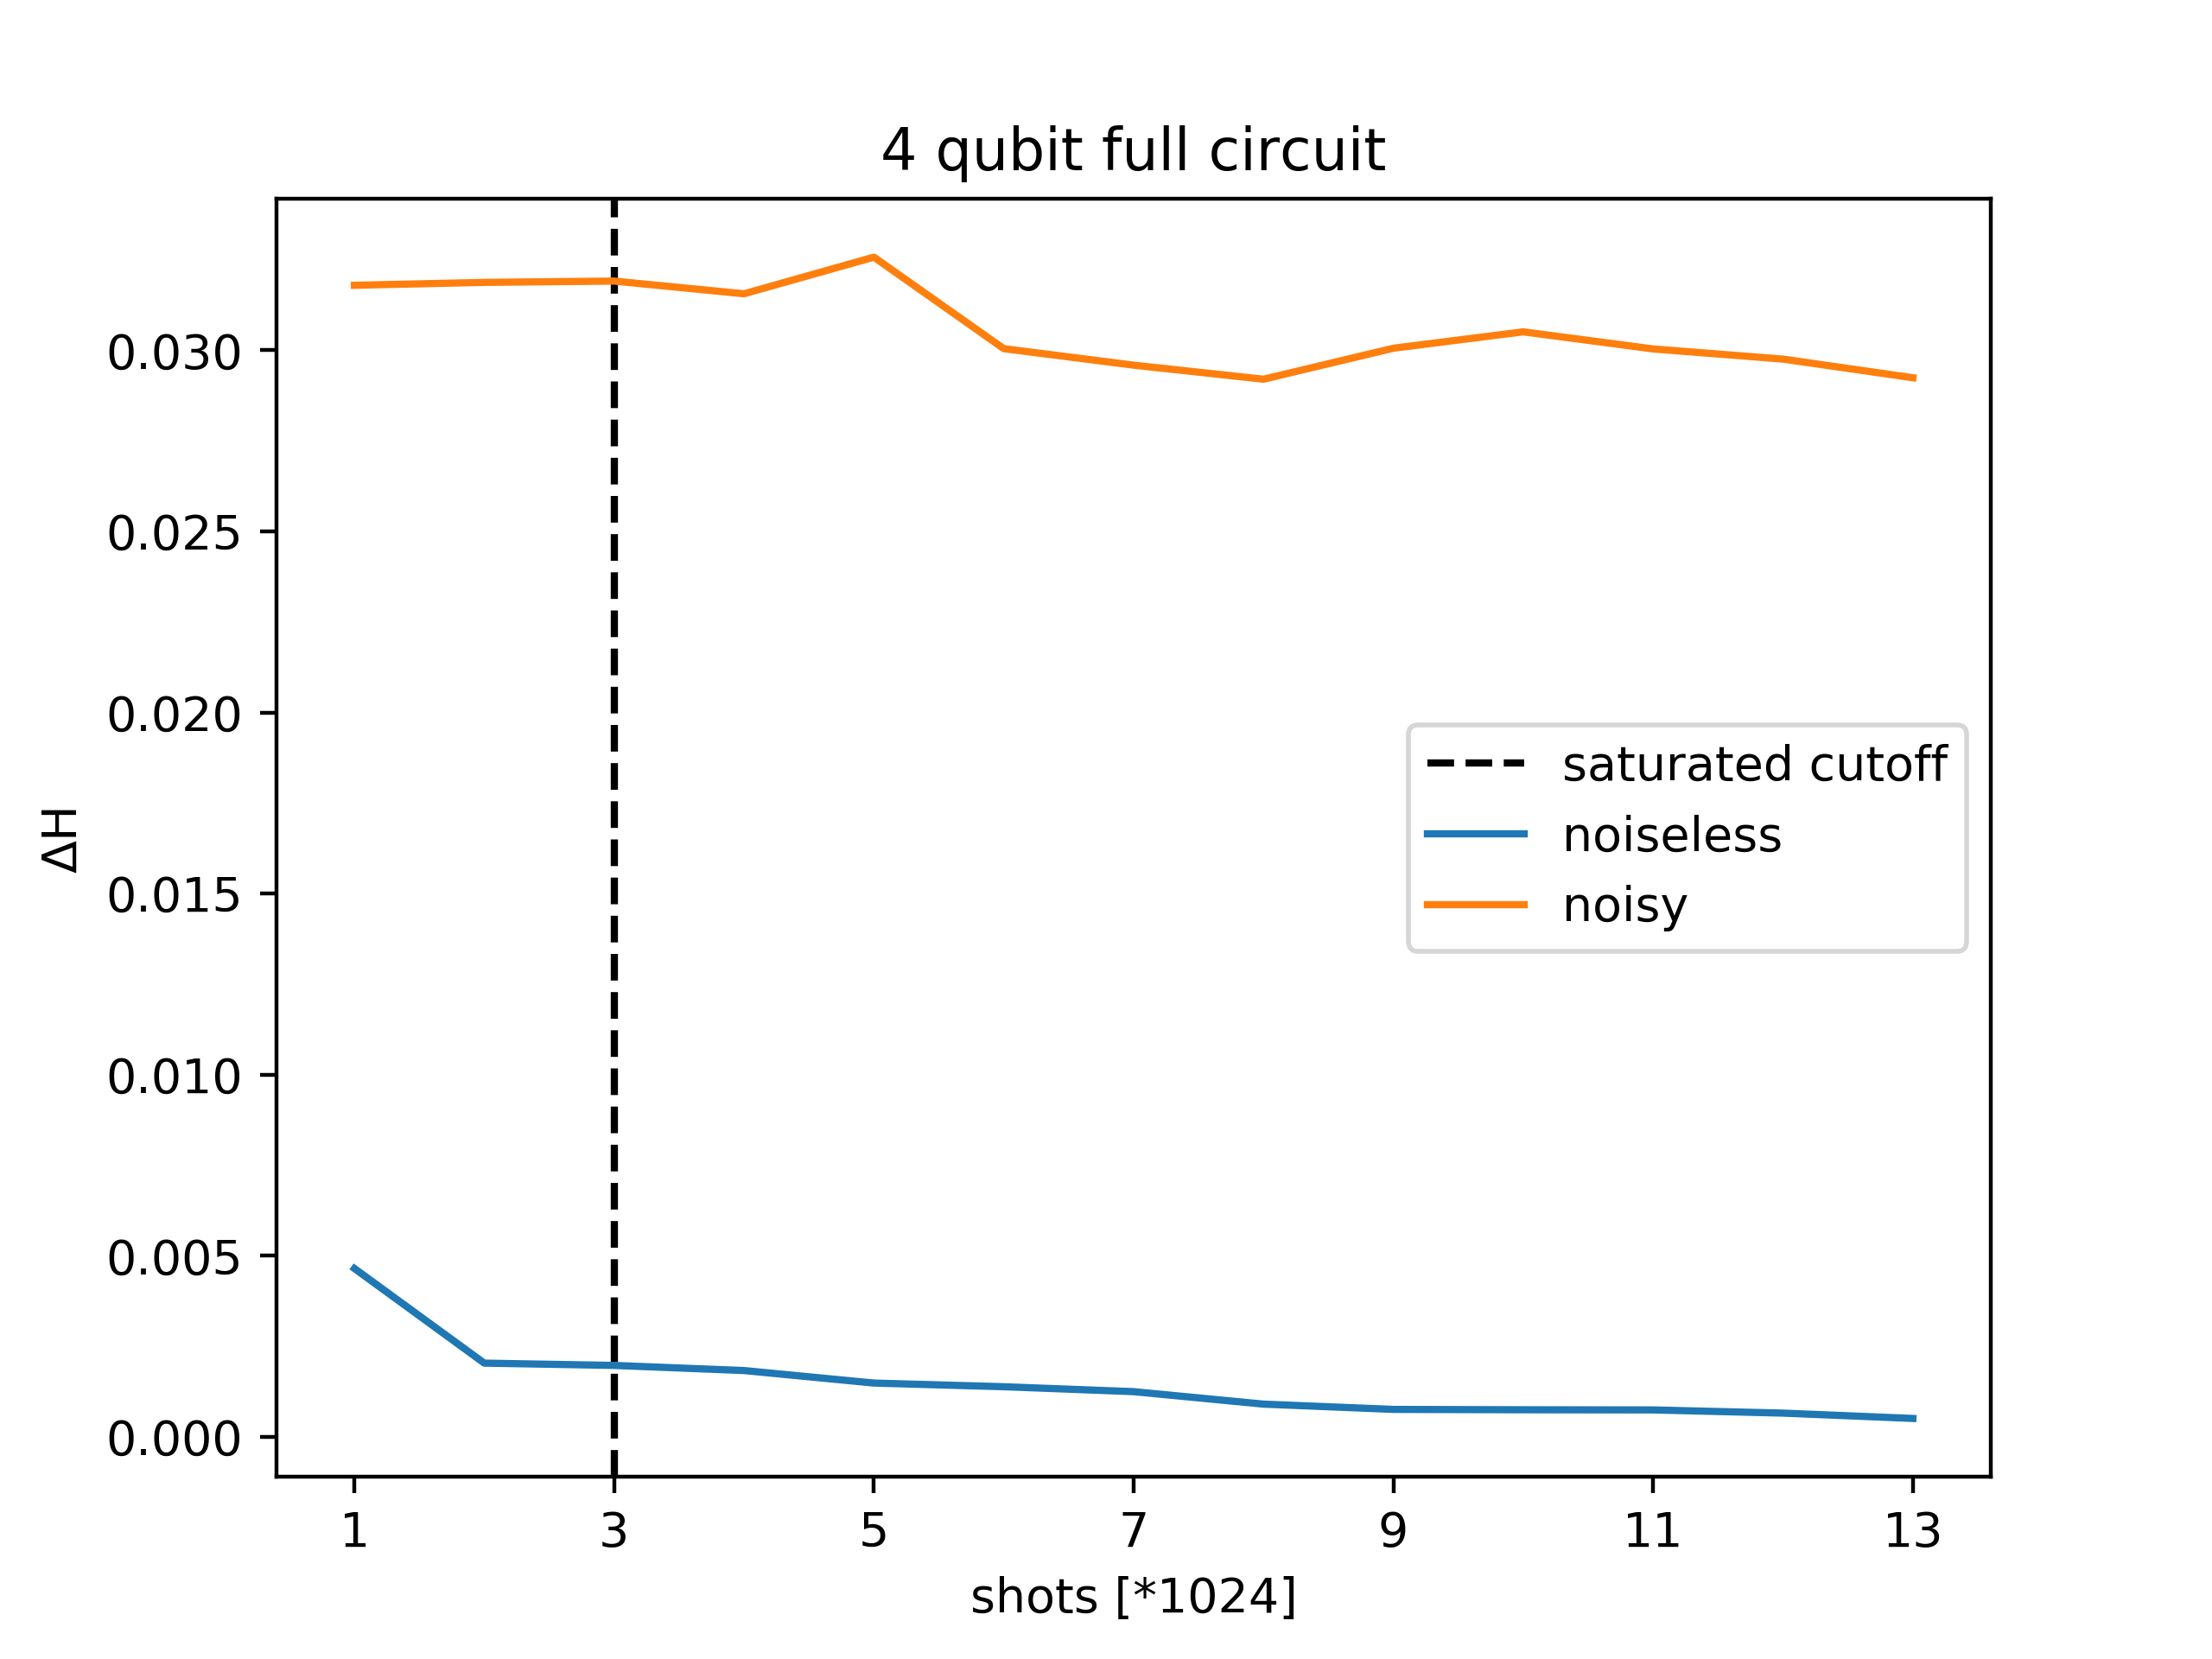 4 qubit full circuit
ΔH
0.030
0.025
0.020
0.015
0.010
0.005
0.000
saturated cutoff
noiseless
noisy
1 3 5 7 9 11 13
shots [*1024]